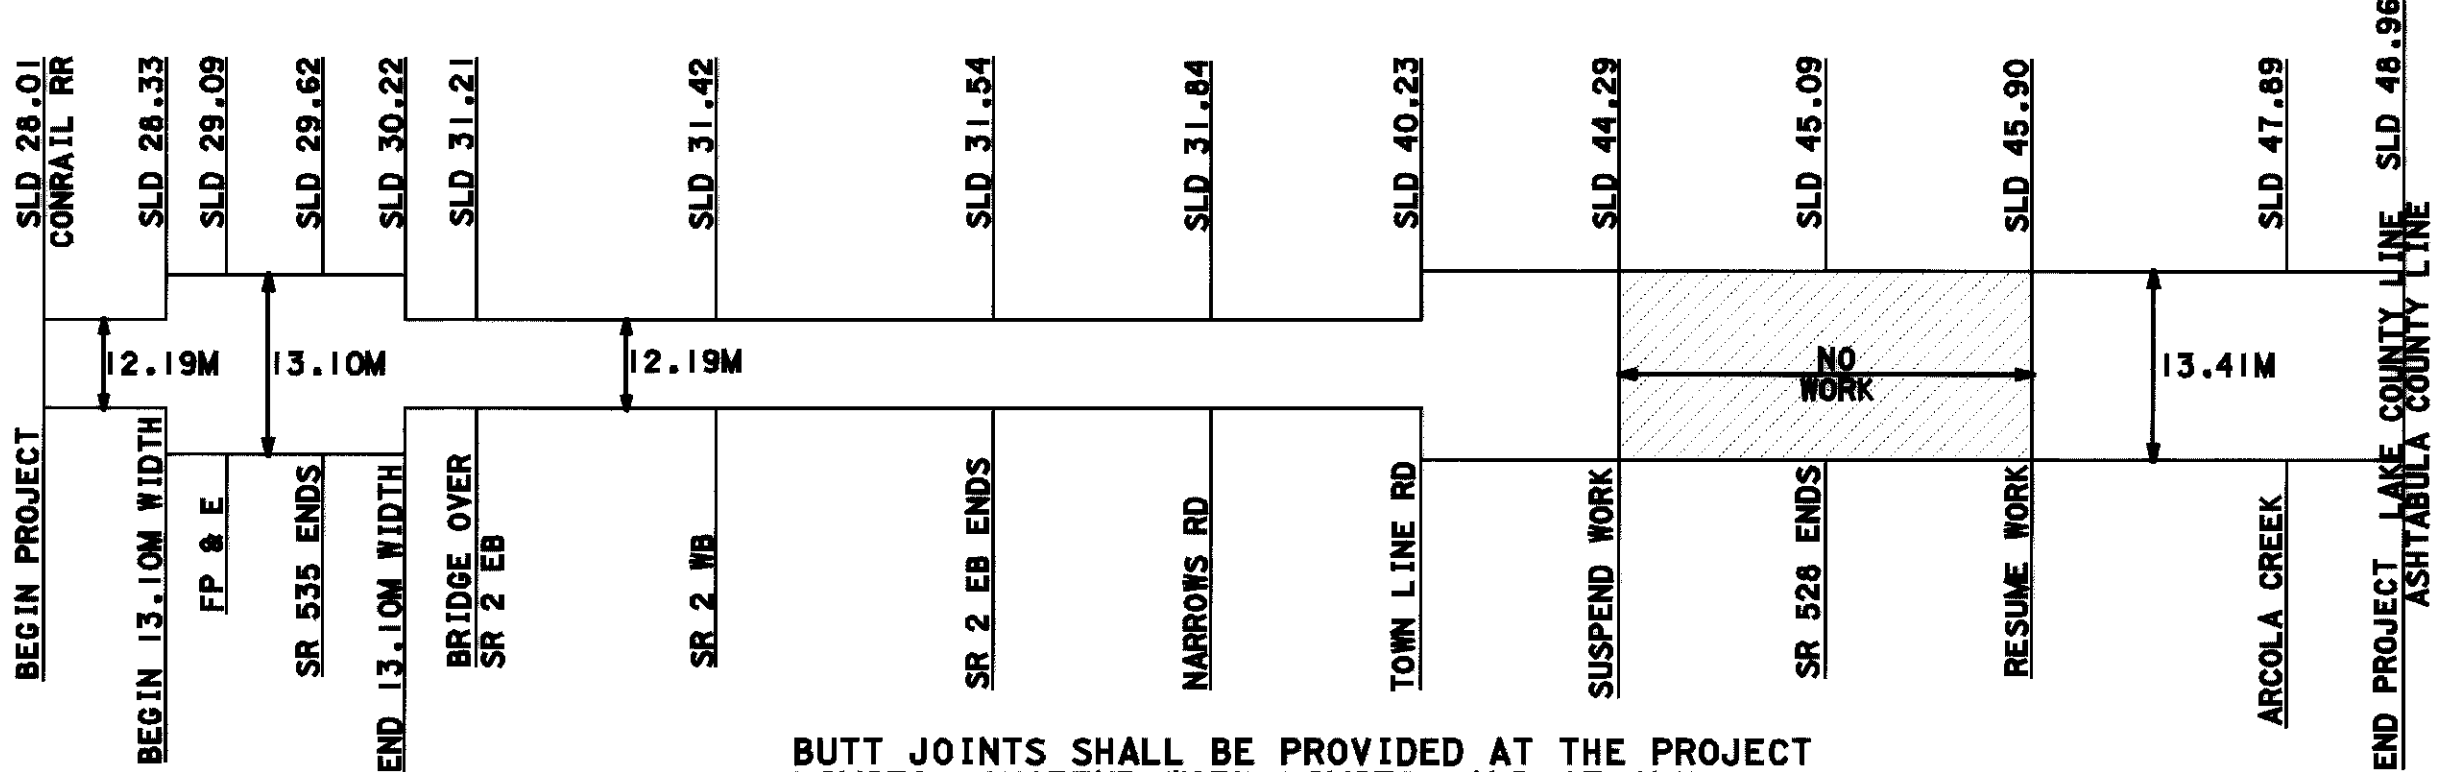 SLD 28.01
CONRAIL RR
SLD 28.33
SLD 29.09
SLD 29.62
SLD 30.22
SLD 31.21
SLD 31.42
SLD 31.54
SLD 31.84
SLD 40.23
SLD 44.29
SLD 45.09
SLD 45.90
SLD 47.89
SLD 48.96
12.19M
13.10M
12.19M
NO
WORK
13.41M
BEGIN PROJECT
BEGIN 13.10M WIDTH
FP & E
SR 535 ENDS
END 13.10M WIDTH
BRIDGE OVER
SR 2 EB
SR 2 WB
SR 2 EB ENDS
NARROWS RD
TOWN LINE RD
SUSPEND WORK
SR 528 ENDS
RESUME WORK
ARCOLA CREEK
END PROJECT LAKE COUNTY LINE
ASHTABULA COUNTY LINE
BUTT JOINTS SHALL BE PROVIDED AT THE PROJECT